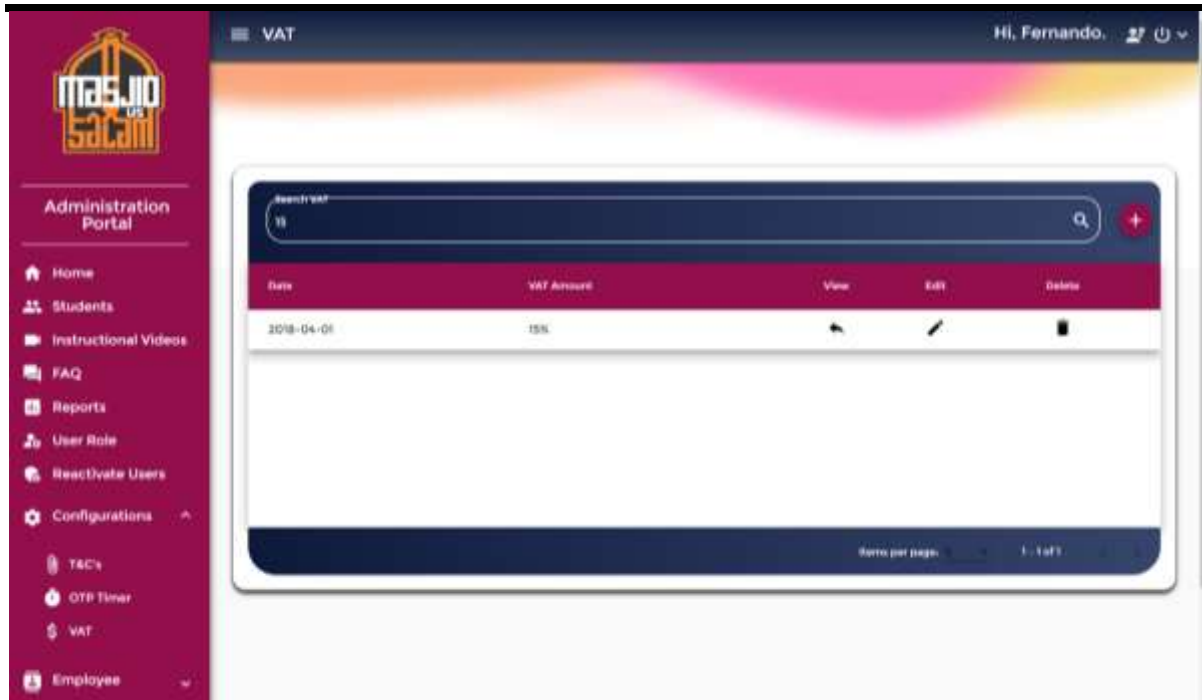 masjid
us
salam
VAT
Hi, Fernando.
Administration
Portal
Home
Students
Instructional Videos
FAQ
Reports
User Role
Reactivate Users
Configurations
T&C's
OTP Timer
VAT
Employee
Search VAT
15
Date VAT Amount View Edit Delete
2018-04-01 15%
Items per page: 1 - 1 of 1